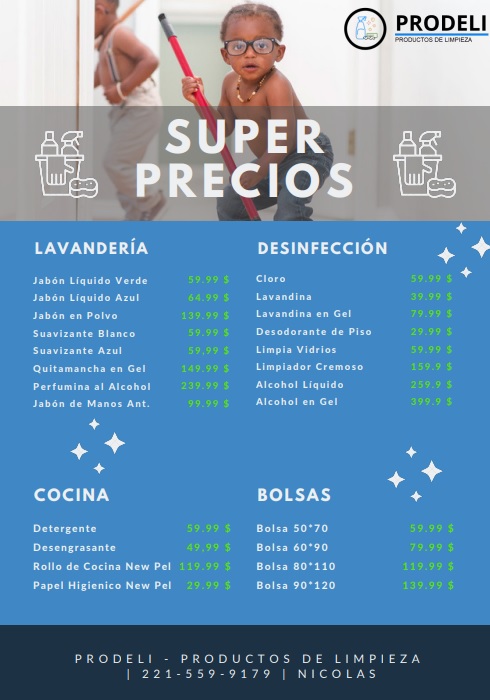 PRODELI
PRODUCTOS DE LIMPIEZA
SUPER
PRECIOS
LAVANDERÍA
Jabón Líquido Verde 59.99 $
Jabón Líquido Azul 64.99 $
Jabón en Polvo 139.99 $
Suavizante Blanco 59.99 $
Suavizante Azul 59,99 $
Quitamancha en Gel 149.99 $
Perfumina al Alcohol 239.99 $
Jabón de Manos Ant. 99.99 $
DESINFECCIÓN
Cloro 59.99 $
Lavandina 39.99 $
Lavandina en Gel 79.99 $
Desodorante de Piso 29.99 $
Limpia Vidrios 59.99 $
Limpiador Cremoso 159.9 $
Alcohol Líquido 259.9 $
Alcohol en Gel 399.9 $
COCINA
Detergente 59.99 $
Desengrasante 49.99 $
Rollo de Cocina New Pel 119.99 $
Papel Higienico New Pel 29.99 $
BOLSAS
Bolsa 50*70 59.99 $
Bolsa 60*90 79.99 $
Bolsa 80*110 119.99 $
Bolsa 90*120 139.99 $
PRODELI - PRODUCTOS DE LIMPIEZA
| 221-559-9179 | NICOLAS